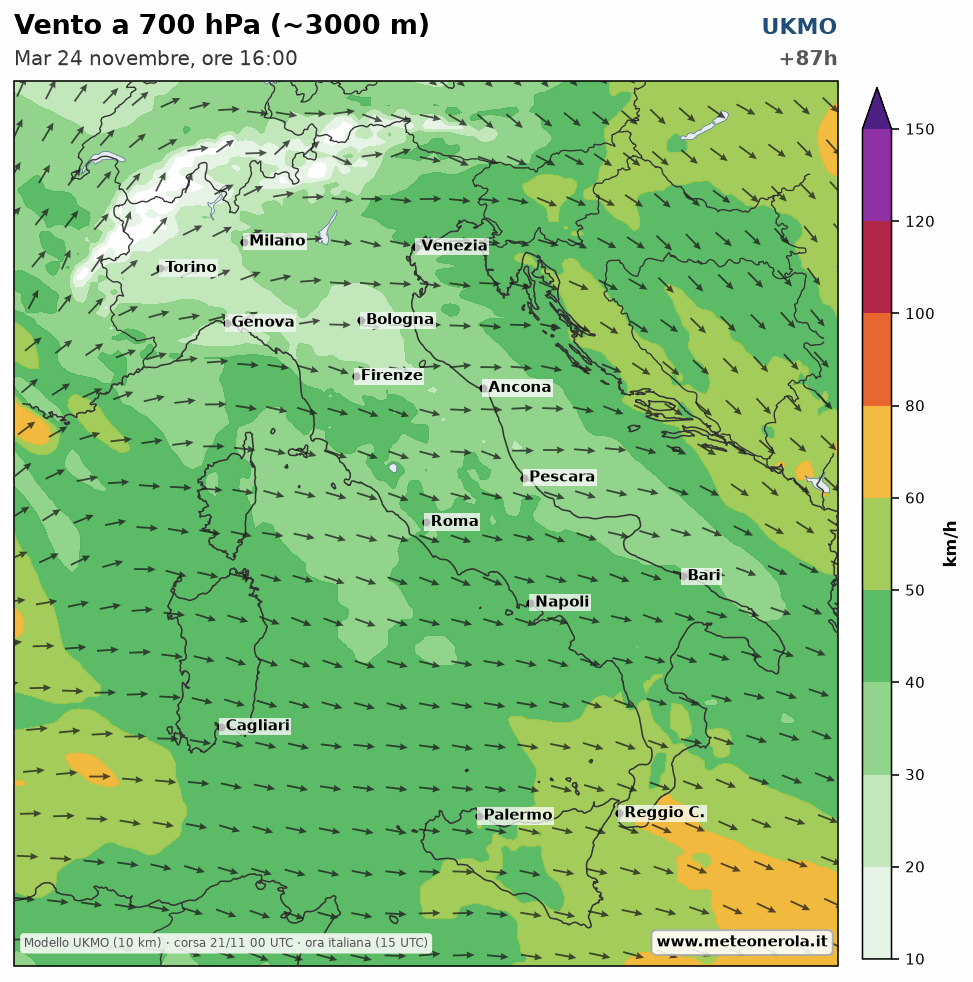 Vento a 700 hPa (~3000 m)
UKMO
Mar 24 novembre, ore 16:00
+87h
Milano
Venezia
Torino
Genova
Bologna
Firenze
Ancona
Pescara
Roma
Bari
Napoli
Cagliari
Palermo
Reggio C.
Modello UKMO (10 km) · corsa 21/11 00 UTC · ora italiana (15 UTC)
www.meteonerola.it
150
120
100
80
60
50
40
30
20
10
km/h